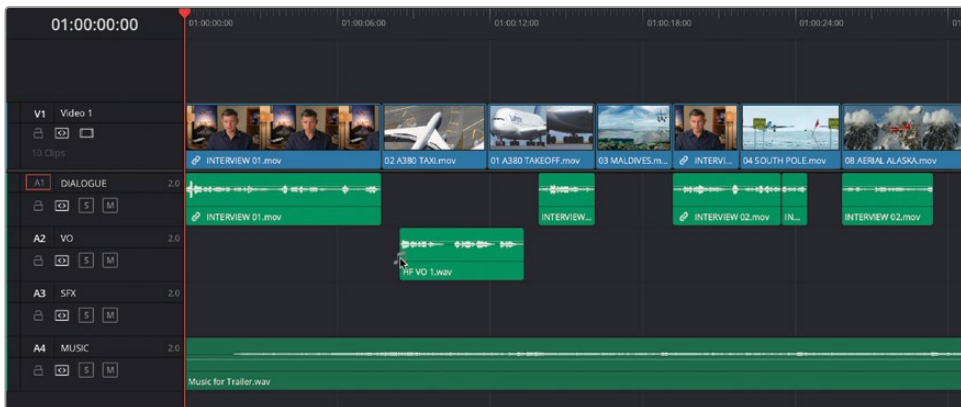 01:00:00:00
01:00:00:00
01:00:06:00
01:00:12:00
01:00:18:00
01:00:24:00
V1 Video 1
10 Clips
INTERVIEW 01.mov
02 A380 TAXI.mov
01 A380 TAKEOFF.mov
03 MALDIVES.m...
INTERVI...
04 SOUTH POLE.mov
08 AERIAL ALASKA.mov
A1 DIALOGUE 2.0
S M
INTERVIEW 01.mov
INTERVIEW...
INTERVIEW 02.mov
IN...
INTERVIEW 02.mov
A2 VO 2.0
S M
HF VO 1.wav
A3 SFX 2.0
S M
A4 MUSIC 2.0
S M
Music for Trailer.wav